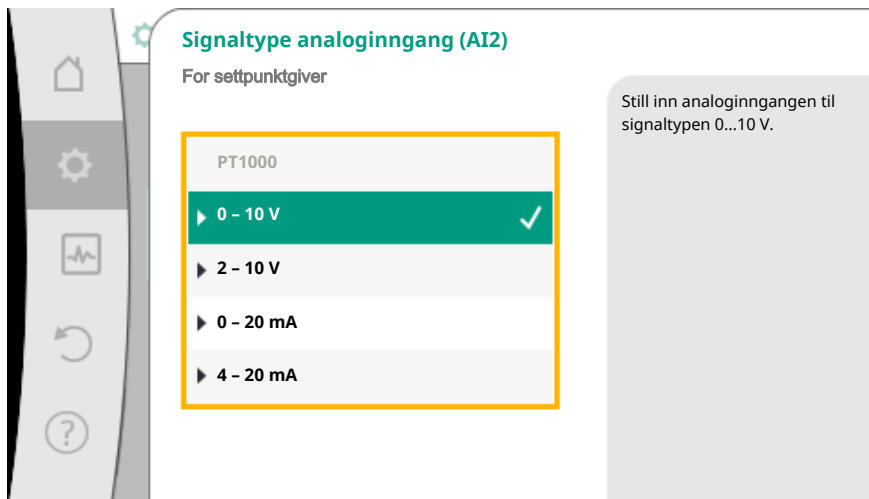 Signaltype analoginngang (AI2)
For settpunktgiver
PT1000
0 – 10 V
2 – 10 V
0 – 20 mA
4 – 20 mA
Still inn analoginngangen til
signaltypen 0...10 V.